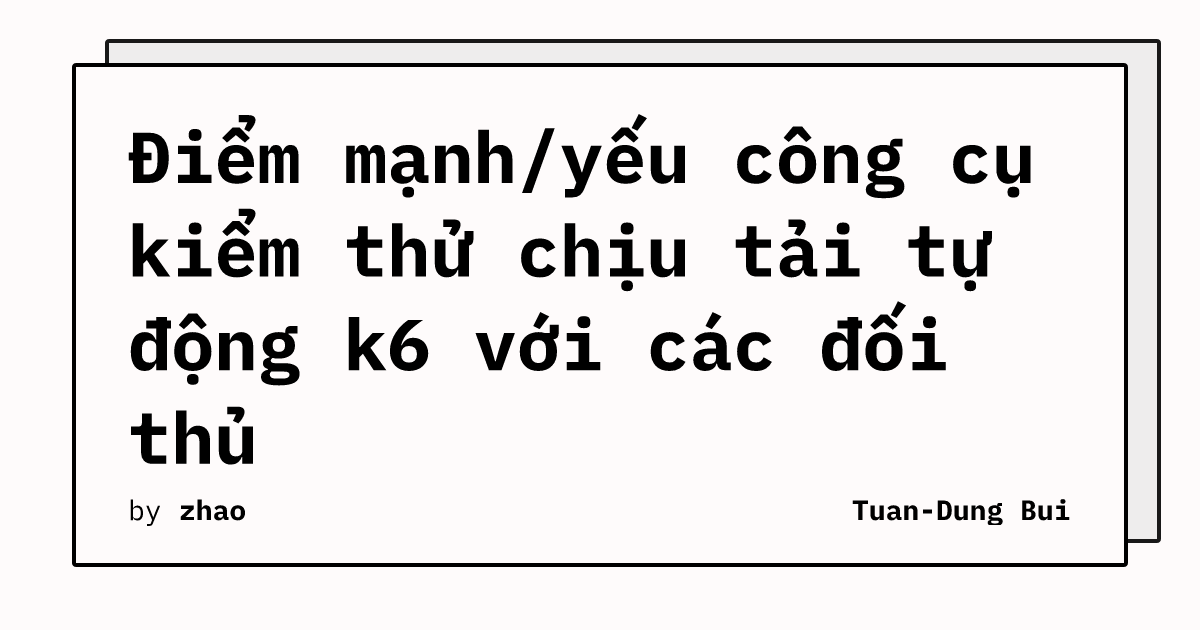 Điểm mạnh/yếu công cụ
kiểm thử chịu tải tự
động k6 với các đối
thủ
by zhao
Tuan-Dung Bui